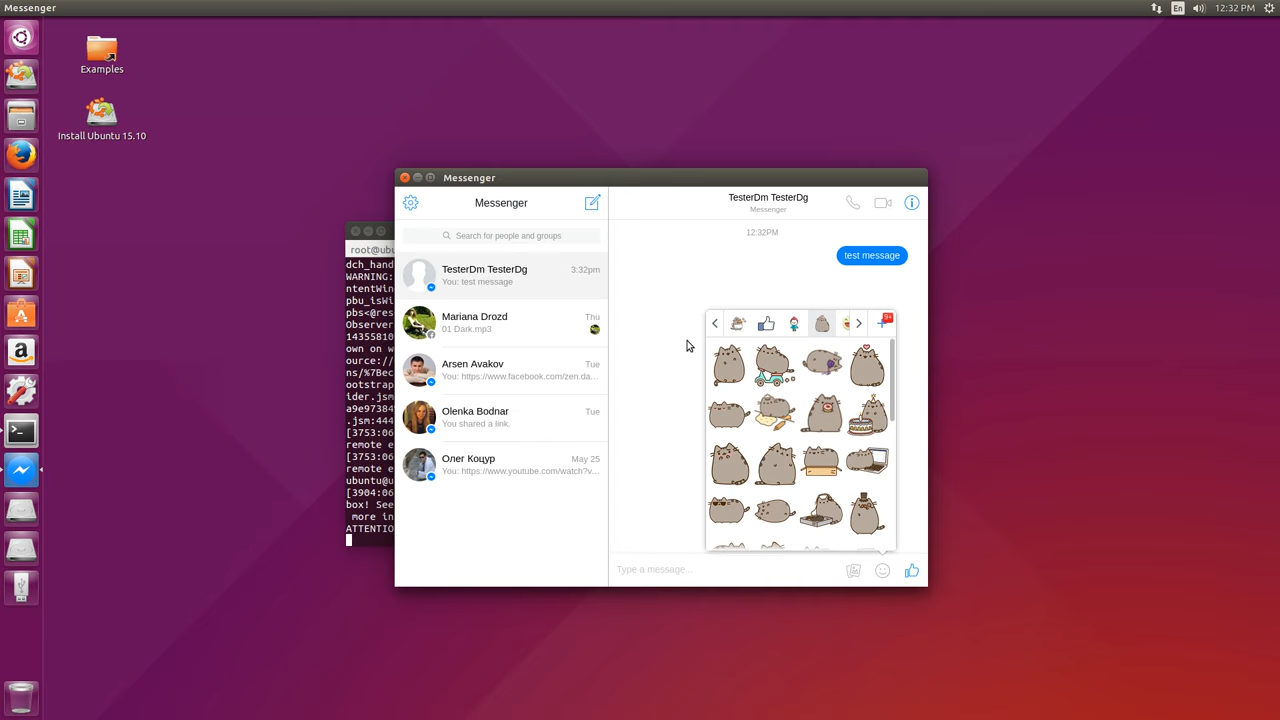 Messenger
En
12:32 PM
Examples
Install Ubuntu 15.10
root@ubu
dch_hand
WARNING:
ntentWin
pbu_isWi
pbs<@res
Observer
14355810
own on w
ource://
ns/%7Bec
ootstrap
ider.jsm
a9e97384
.jsm:444
[3753:06
remote e
[3753:06
remote e
ubuntu@u
[3904:06
box! See
more in
ATTENTIO
Messenger
Messenger
Search for people and groups
TesterDm TesterDg
3:32pm
You: test message
Mariana Drozd
Thu
01 Dark.mp3
Arsen Avakov
Tue
You: https://www.facebook.com/zen.da...
Olenka Bodnar
Tue
You shared a link.
Олег Коцур
May 25
You: https://www.youtube.com/watch?v...
TesterDm TesterDg
Messenger
12:32PM
test message
9+
Type a message...